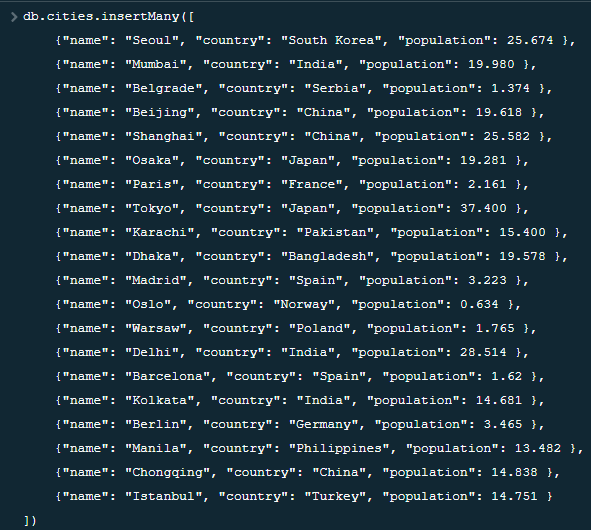 db.cities.insertMany([
{"name": "Seoul", "country": "South Korea", "population": 25.674 },
{"name": "Mumbai", "country": "India", "population": 19.980 },
{"name": "Belgrade", "country": "Serbia", "population": 1.374 },
{"name": "Beijing", "country": "China", "population": 19.618 },
{"name": "Shanghai", "country": "China", "population": 25.582 },
{"name": "Osaka", "country": "Japan", "population": 19.281 },
{"name": "Paris", "country": "France", "population": 2.161 },
{"name": "Tokyo", "country": "Japan", "population": 37.400 },
{"name": "Karachi", "country": "Pakistan", "population": 15.400 },
{"name": "Dhaka", "country": "Bangladesh", "population": 19.578 },
{"name": "Madrid", "country": "Spain", "population": 3.223 },
{"name": "Oslo", "country": "Norway", "population": 0.634 },
{"name": "Warsaw", "country": "Poland", "population": 1.765 },
{"name": "Delhi", "country": "India", "population": 28.514 },
{"name": "Barcelona", "country": "Spain", "population": 1.62 },
{"name": "Kolkata", "country": "India", "population": 14.681 },
{"name": "Berlin", "country": "Germany", "population": 3.465 },
{"name": "Manila", "country": "Philippines", "population": 13.482 },
{"name": "Chongqing", "country": "China", "population": 14.838 },
{"name": "Istanbul", "country": "Turkey", "population": 14.751 }
])